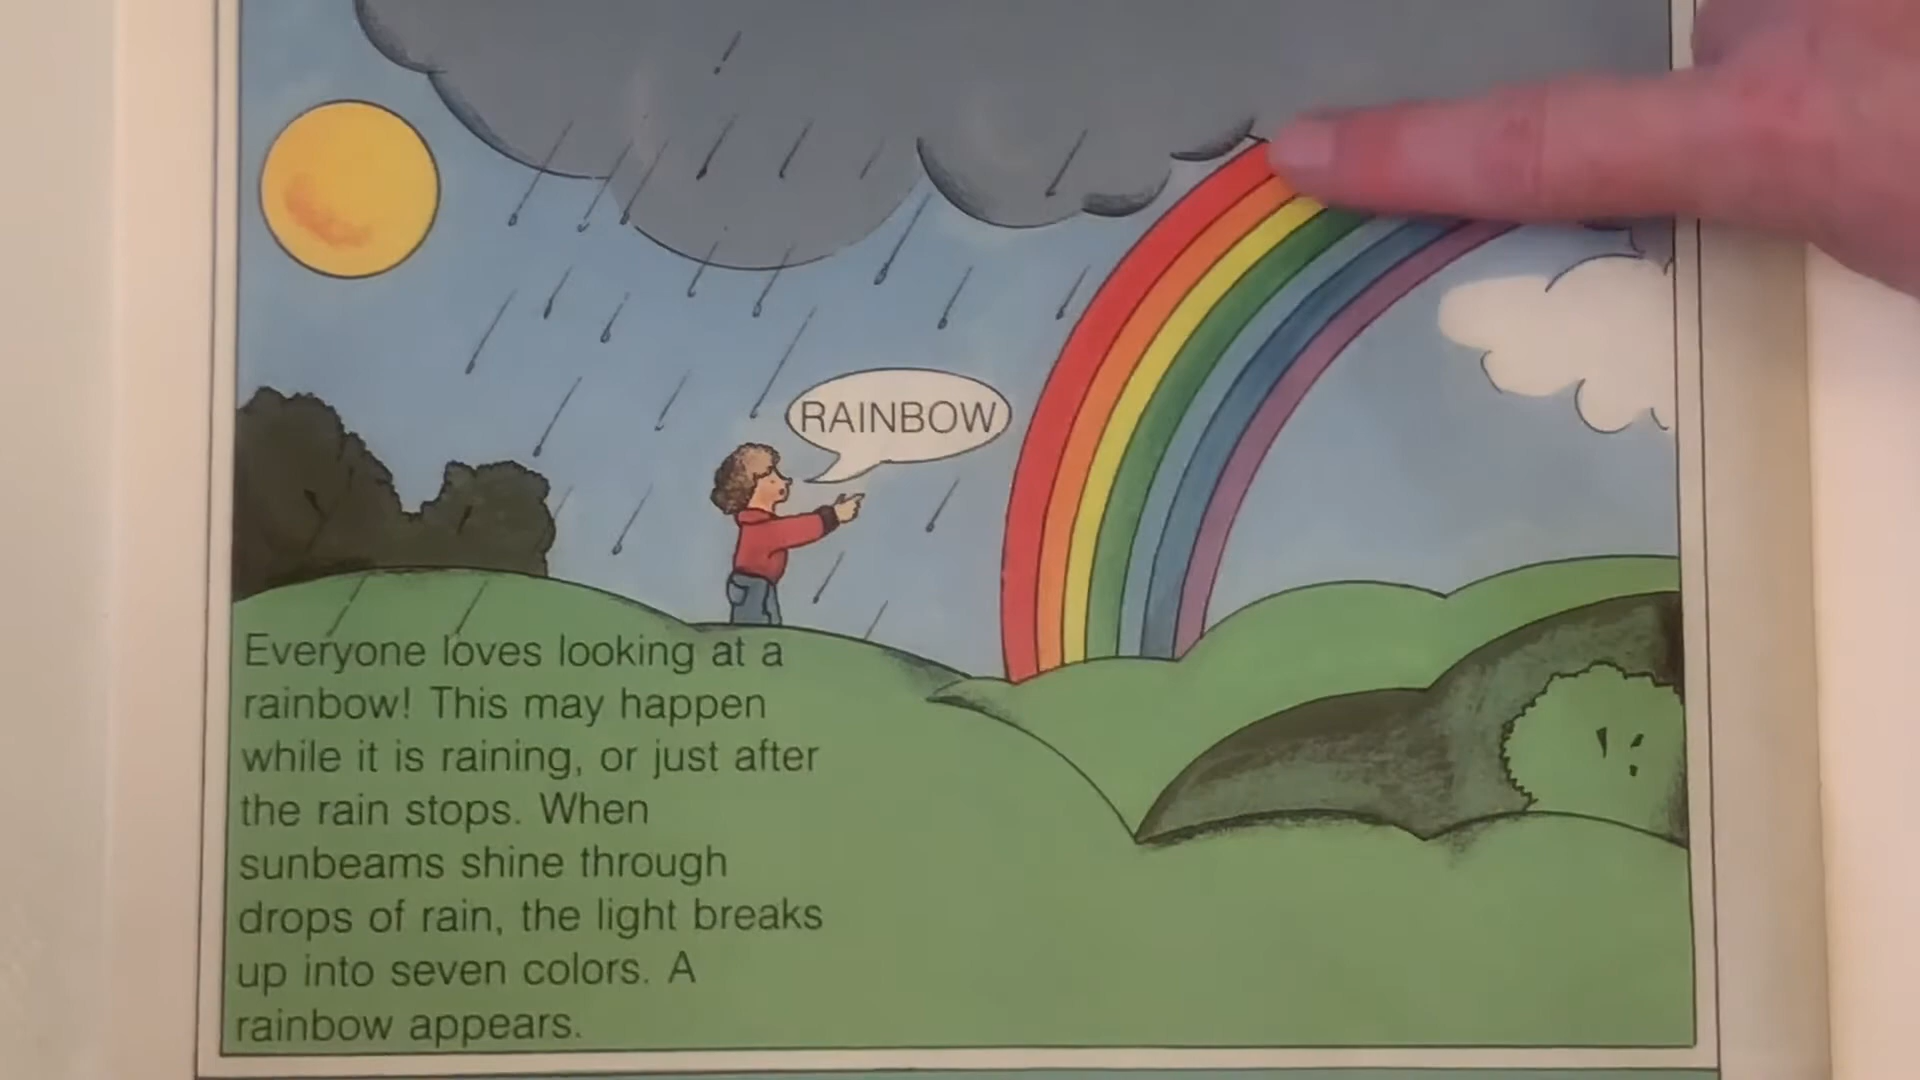 RAINBOW
Everyone loves looking at a
rainbow! This may happen
while it is raining, or just after
the rain stops. When
sunbeams shine through
drops of rain, the light breaks
up into seven colors. A
rainbow appears.